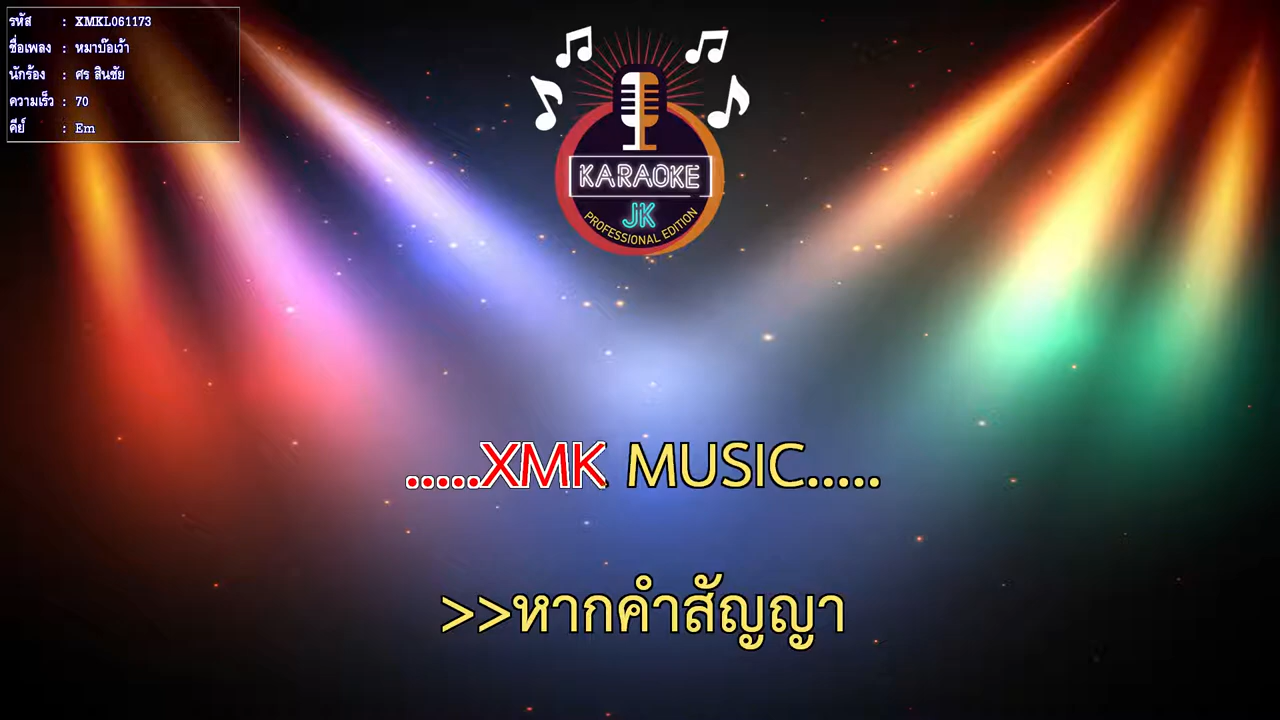 รหัส : XMKL061173
ชื่อเพลง : หมาบ๊อเว้า
นักร้อง : ศร สินชัย
ความเร็ว : 70
คีย์ : Em
KARAOKE
JK
PROFESSIONAL EDITION
.....XMK MUSIC.....
>>หากคำสัญญา